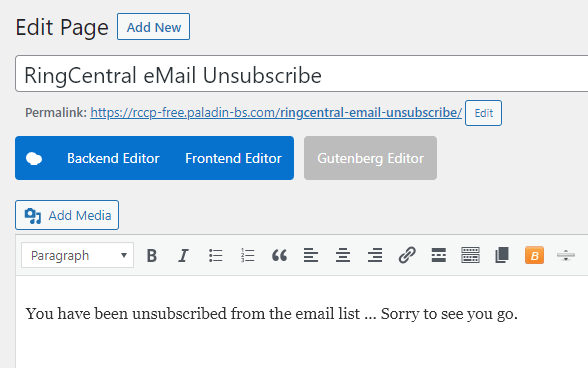 Edit Page Add New
RingCentral eMail Unsubscribe
Permalink: https://rccp-free.paladin-bs.com/ringcentral-email-unsubscribe/ Edit
Backend Editor Frontend Editor Gutenberg Editor
Add Media
Paragraph B I B
You have been unsubscribed from the email list ... Sorry to see you go.